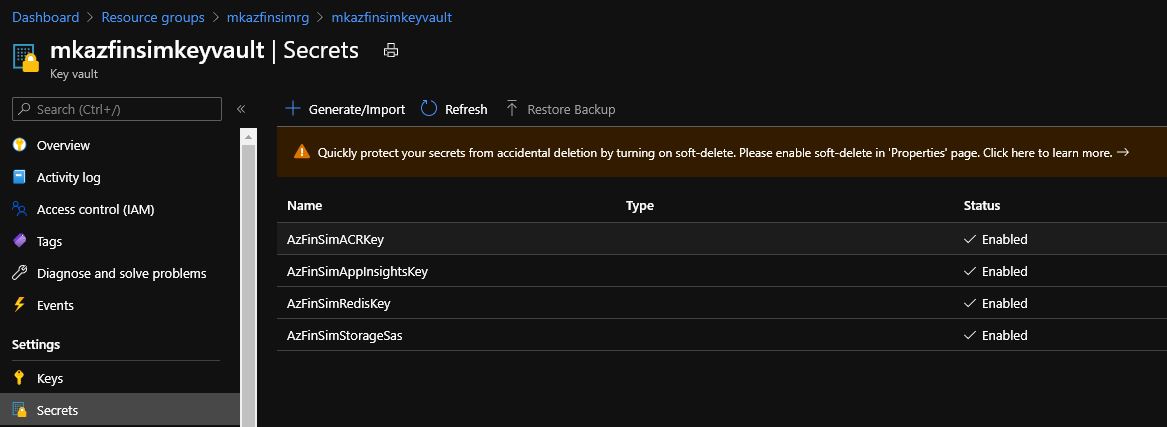 Dashboard > Resource groups > mkazfinsimrg > mkazfinsimkeyvault
mkazfinsimkeyvault | Secrets
Key vault
Search (Ctrl+/)
«
Generate/Import
Refresh
Restore Backup
Overview
Activity log
Access control (IAM)
Tags
Diagnose and solve problems
Events
Settings
Keys
Secrets
Quickly protect your secrets from accidental deletion by turning on soft-delete. Please enable soft-delete in 'Properties' page. Click here to learn more. →
Name Type Status
AzFinSimACRKey Enabled
AzFinSimAppInsightsKey Enabled
AzFinSimRedisKey Enabled
AzFinSimStorageSas Enabled